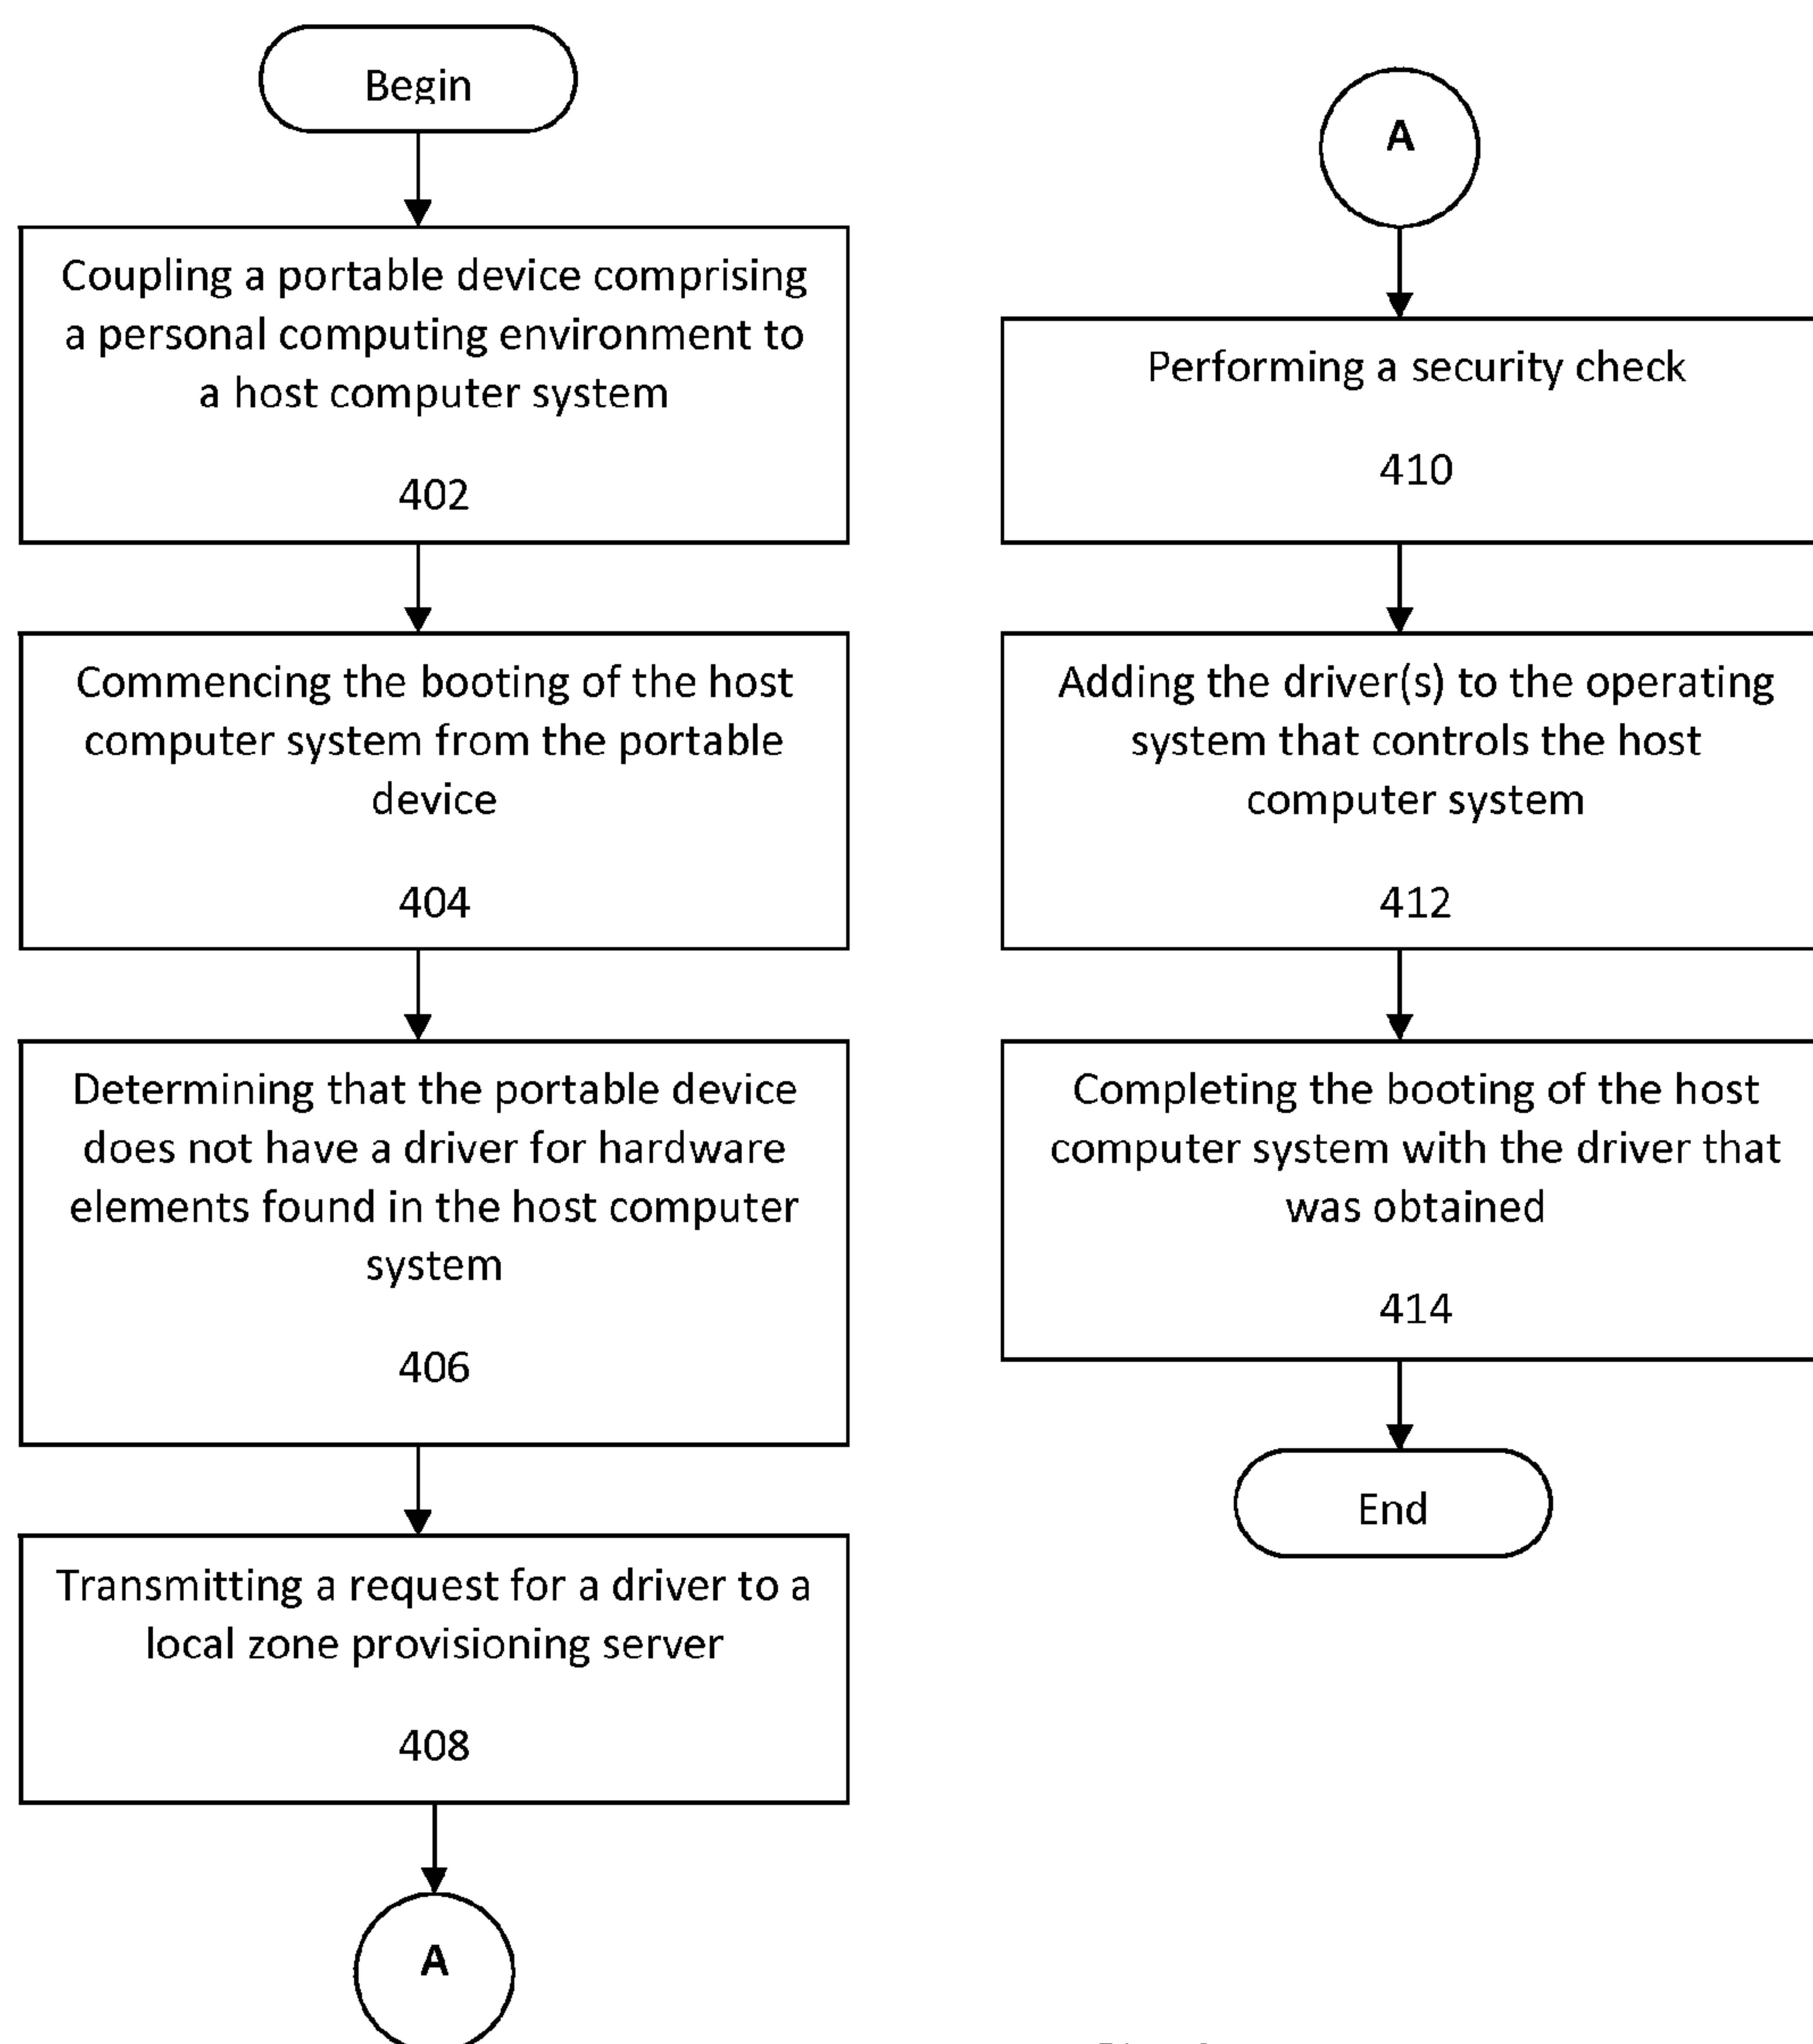 Begin
Coupling a portable device comprising
a personal computing environment to
a host computer system
402
Commencing the booting of the host
computer system from the portable
device
404
Determining that the portable device
does not have a driver for hardware
elements found in the host computer
system
406
Transmitting a request for a driver to a
local zone provisioning server
408
A
A
Performing a security check
410
Adding the driver(s) to the operating
system that controls the host
computer system
412
Completing the booting of the host
computer system with the driver that
was obtained
414
End